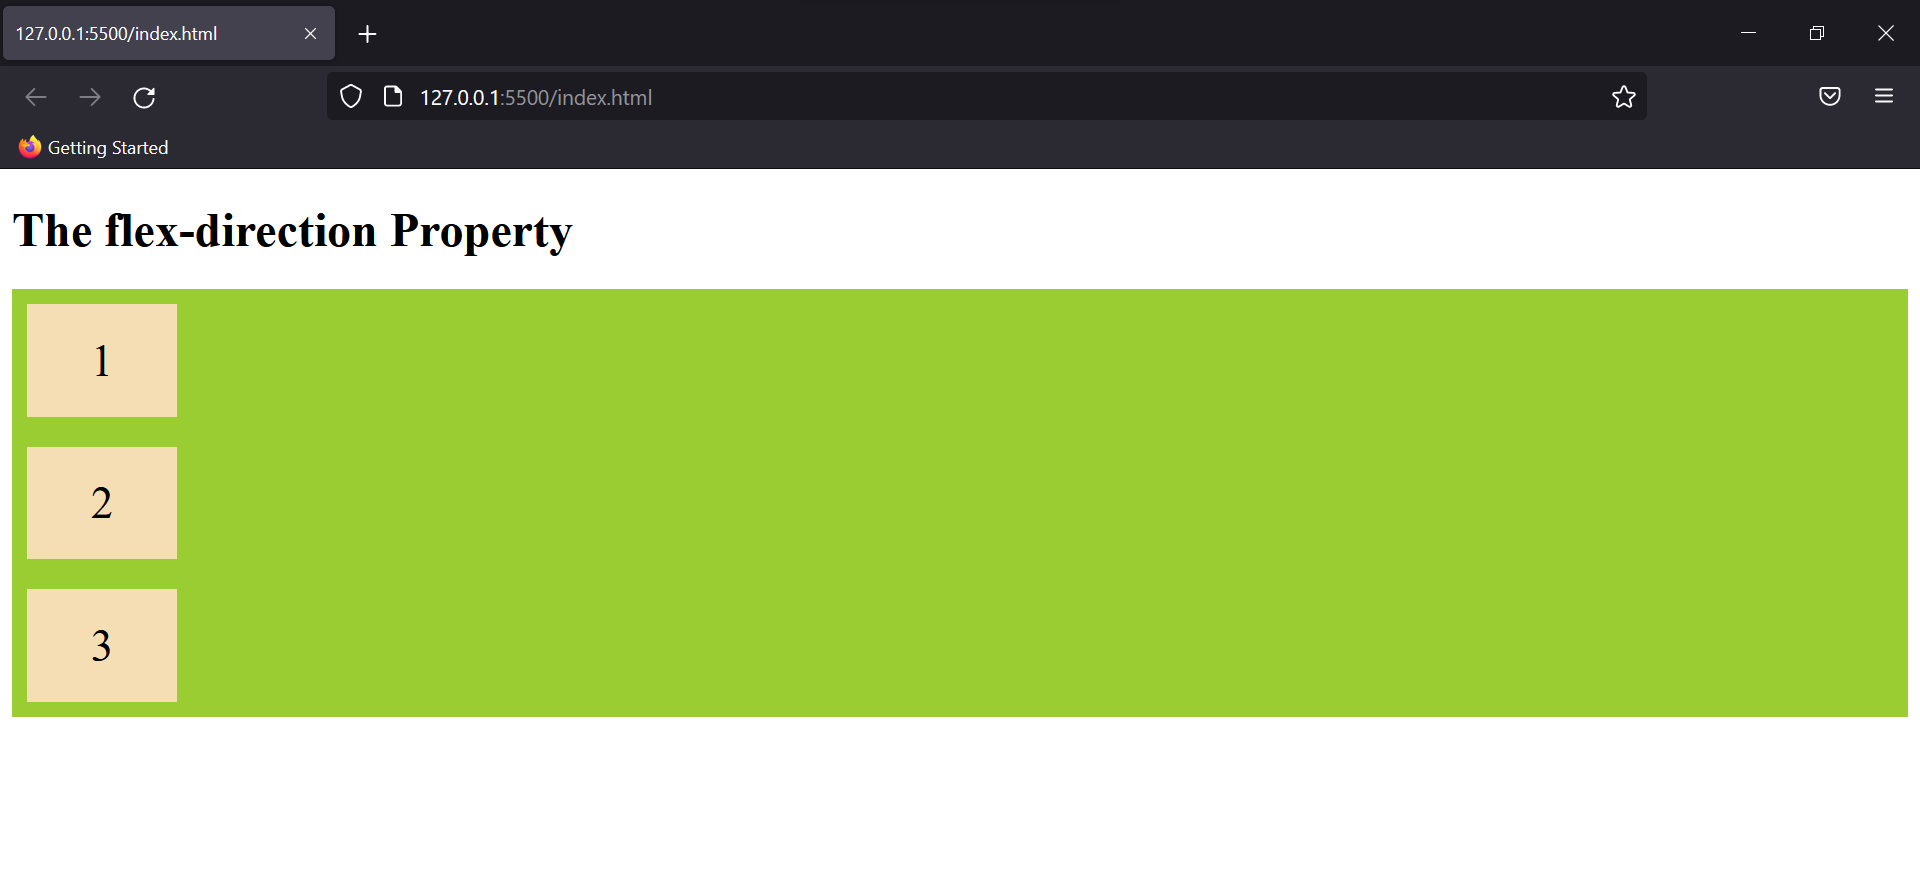 127.0.0.1:5500/index.html
127.0.0.1:5500/index.html
Getting Started
The flex-direction Property
1
2
3